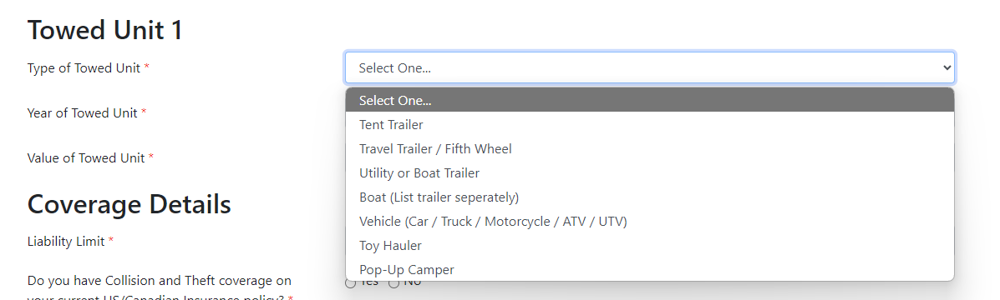 Towed Unit 1
Type of Towed Unit *
Select One...
Select One...
Tent Trailer
Year of Towed Unit *
Travel Trailer / Fifth Wheel
Value of Towed Unit *
Utility or Boat Trailer
Boat (List trailer seperately)
Coverage Details
Vehicle (Car / Truck / Motorcycle / ATV / UTV)
Liability Limit *
Toy Hauler
Pop-Up Camper
Do you have Collision and Theft coverage on
Yes No
your current US/Canadian Insurance policy? *